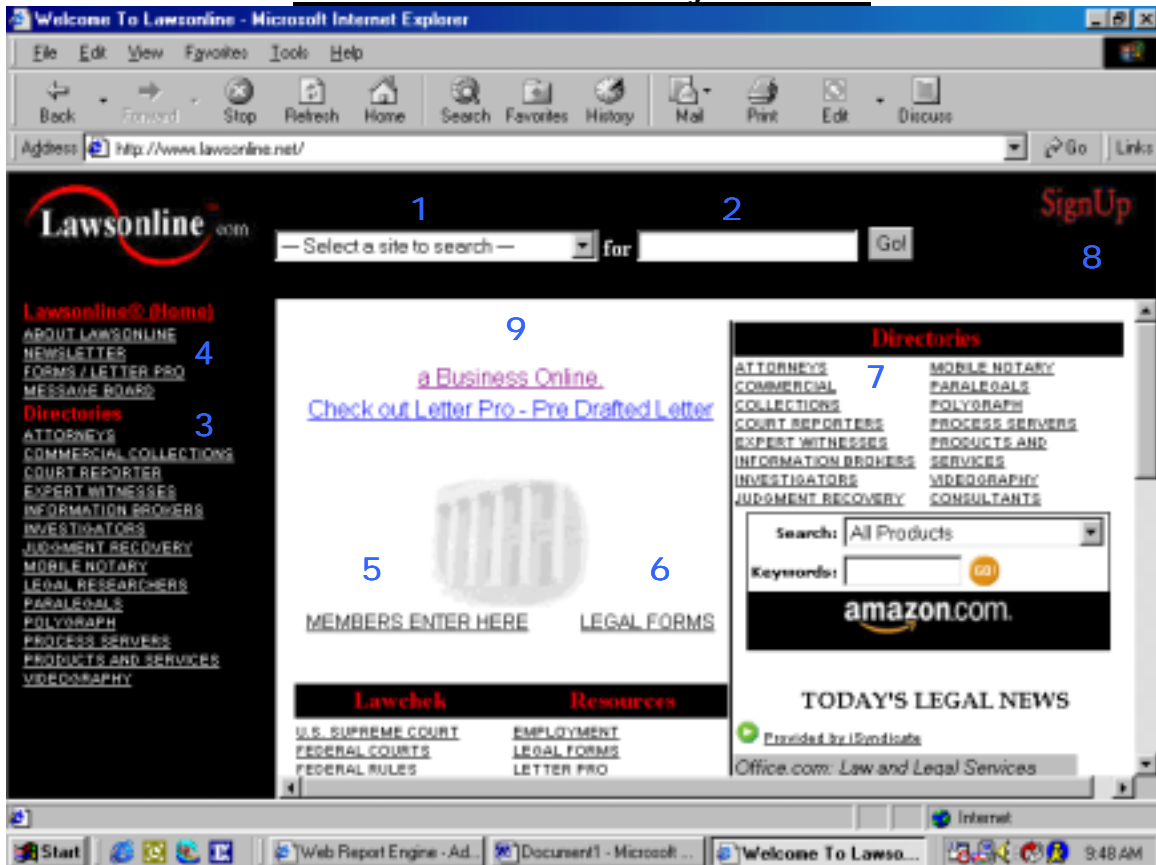 Welcome To Lawsonline - Microsoft Internet Explorer
File Edit View Favorites Tools Help
Back Forward Stop Refresh Home Search Favorites History Mail Print Edit Discuss
Address http://www.lawsonline.net/ Go Links
Lawsonline.com
1
2
SignUp
— Select a site to search — for Go!
8
Lawsonline® (Home)
ABOUT LAWSONLINE
NEWSLETTER
4
FORMS / LETTER PRO
MESSAGE BOARD
Directories
3
ATTORNEYS
COMMERCIAL COLLECTIONS
COURT REPORTER
EXPERT WITNESSES
INFORMATION BROKERS
INVESTIGATORS
JUDGMENT RECOVERY
MOBILE NOTARY
LEGAL RESEARCHERS
PARALEGALS
POLYGRAPH
PROCESS SERVERS
PRODUCTS AND SERVICES
VIDEOGRAPHY
9
a Business Online.
Check out Letter Pro - Pre Drafted Letter
5
6
MEMBERS ENTER HERE LEGAL FORMS
Lawchek Resources
U.S. SUPREME COURT EMPLOYMENT
FEDERAL COURTS LEGAL FORMS
FEDERAL RULES LETTER PRO
Directories
7
ATTORNEYS MOBILE NOTARY
COMMERCIAL PARALEGALS
COLLECTIONS POLYGRAPH
COURT REPORTERS PROCESS SERVERS
EXPERT WITNESSES PRODUCTS AND
INFORMATION BROKERS SERVICES
INVESTIGATORS VIDEOGRAPHY
JUDGMENT RECOVERY CONSULTANTS
Search: All Products
Keywords: GO!
amazon.com.
TODAY'S LEGAL NEWS
Provided by iSyndicate
Office.com: Law and Legal Services
Internet
Start Web Report Engine - Ad... Document1 - Microsoft ... Welcome To Lawso... 9:48 AM